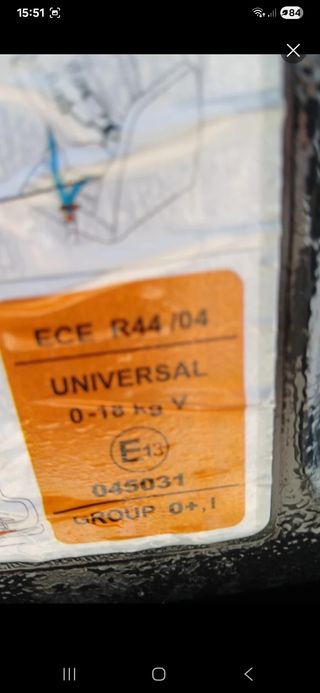 15:51
84
ECE R44/04
UNIVERSAL
0-18 kg Y
E13
045031
GROUP 0+, I